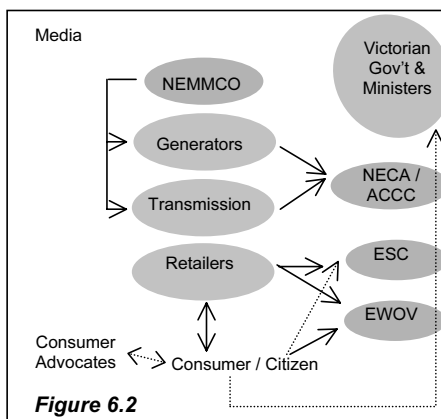 Media
Victorian
Gov't &
Ministers
NEMMCO
Generators
NECA /
ACCC
Transmission
Retailers
ESC
EWOV
Consumer
Advocates
Consumer / Citizen
Figure 6.2